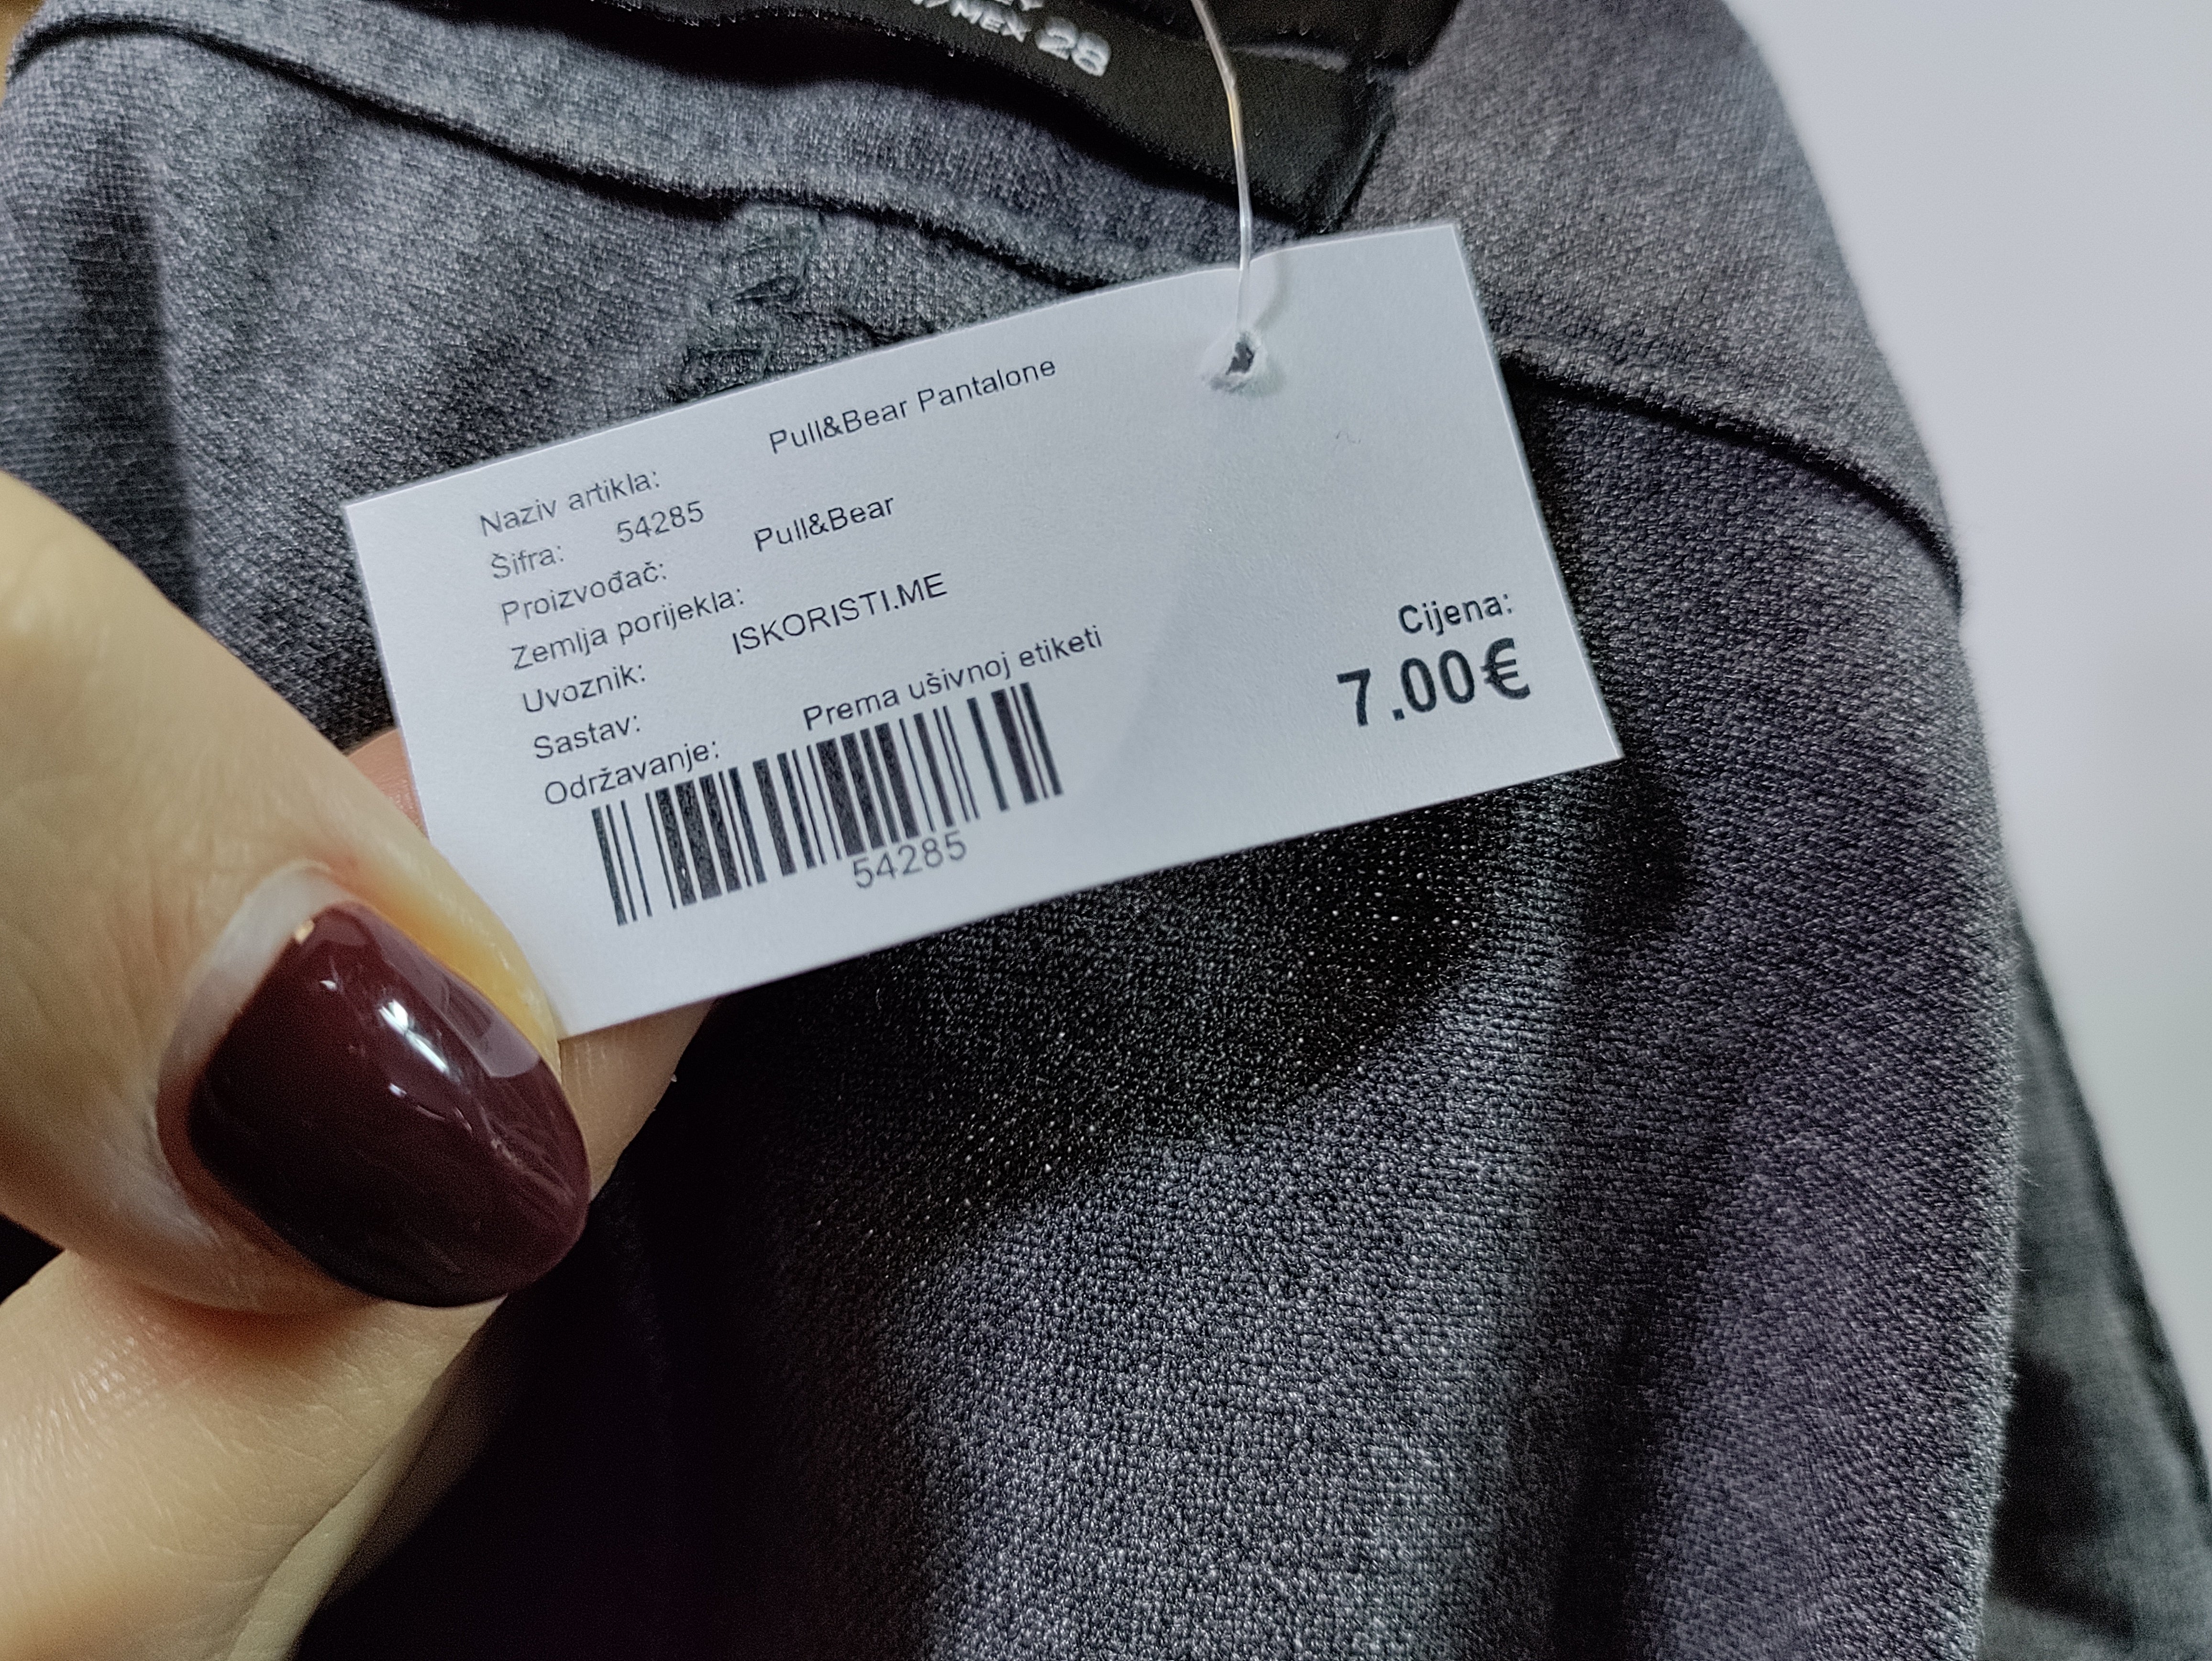 MEX 28
Naziv artikla: Pull&Bear Pantalone
Šifra: 54285
Proizvođač: Pull&Bear
Zemlja porijekla:
Uvoznik: ISKORISTI.ME
Sastav:
Održavanje: Prema ušivnoj etiketi
54285
Cijena:
7.00€